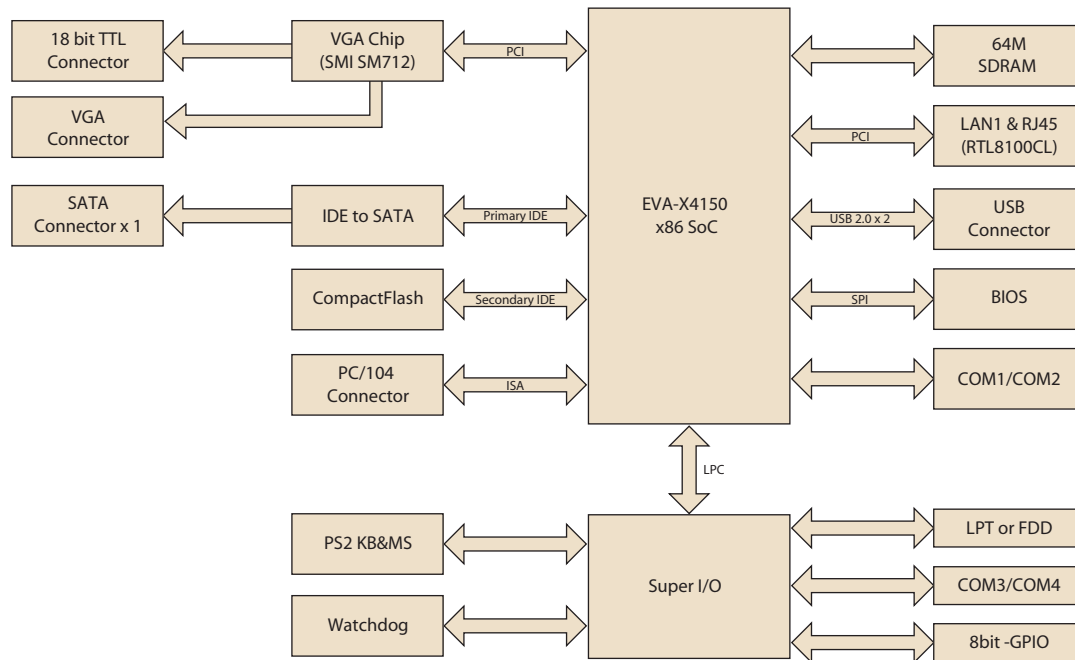 18 bit TTL
Connector
VGA Chip
(SMI SM712)
PCI
64M
SDRAM
VGA
Connector
PCI
LAN1 & RJ45
(RTL8100CL)
SATA
Connector x 1
IDE to SATA
Primary IDE
EVA-X4150
x86 SoC
USB 2.0 x 2
USB
Connector
CompactFlash
Secondary IDE
SPI
BIOS
PC/104
Connector
ISA
COM1/COM2
LPC
PS2 KB&MS
Super I/O
LPT or FDD
COM3/COM4
Watchdog
8bit -GPIO